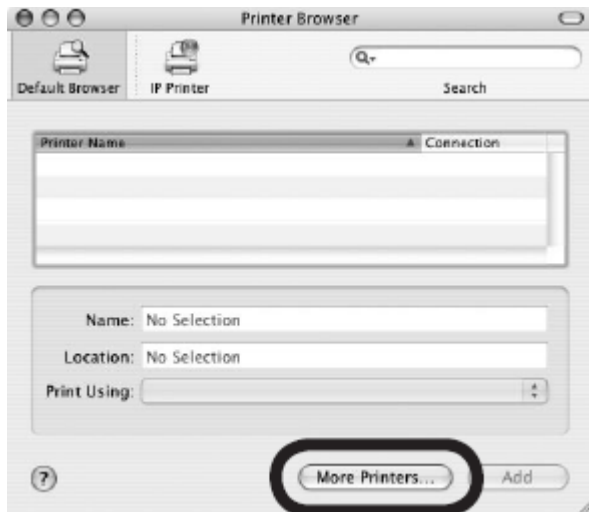 Printer Browser
Default Browser
IP Printer
Search
Printer Name
Connection
Name: No Selection
Location: No Selection
Print Using:
?
More Printers...
Add